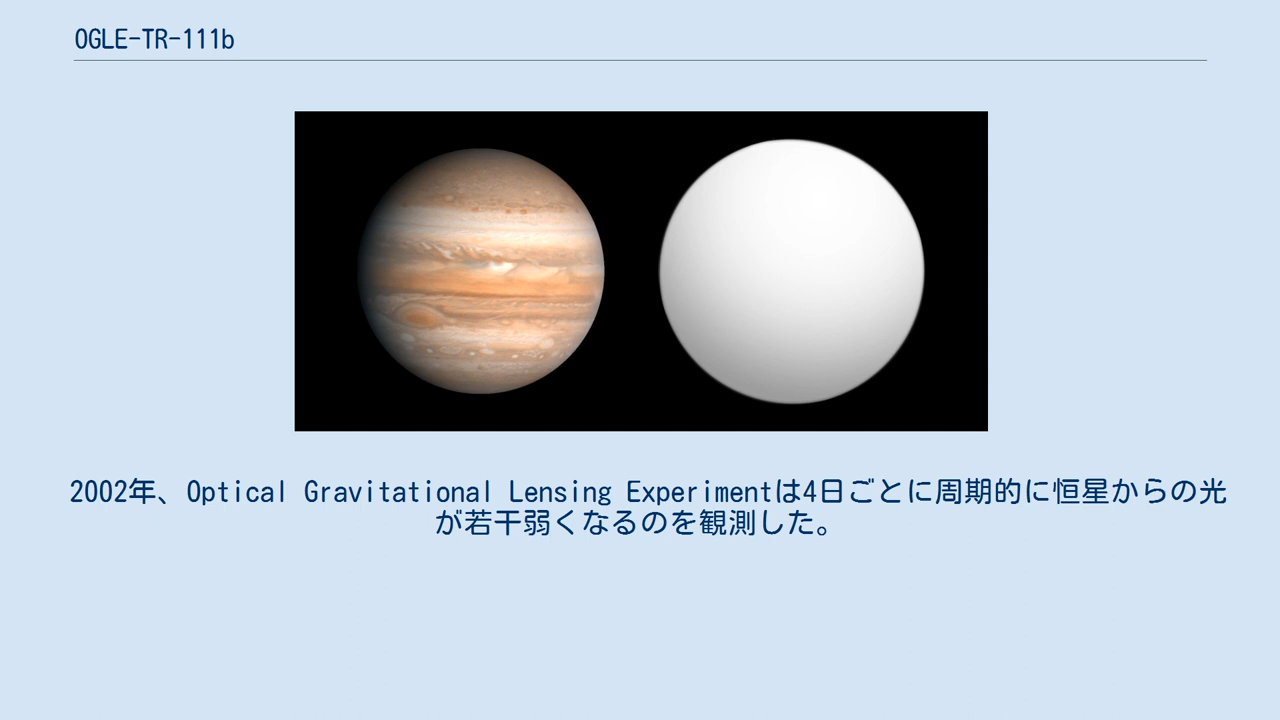 OGLE-TR-111b
2002年、Optical Gravitational Lensing Experimentは4日ごとに周期的に恒星からの光
が若干弱くなるのを観測した。